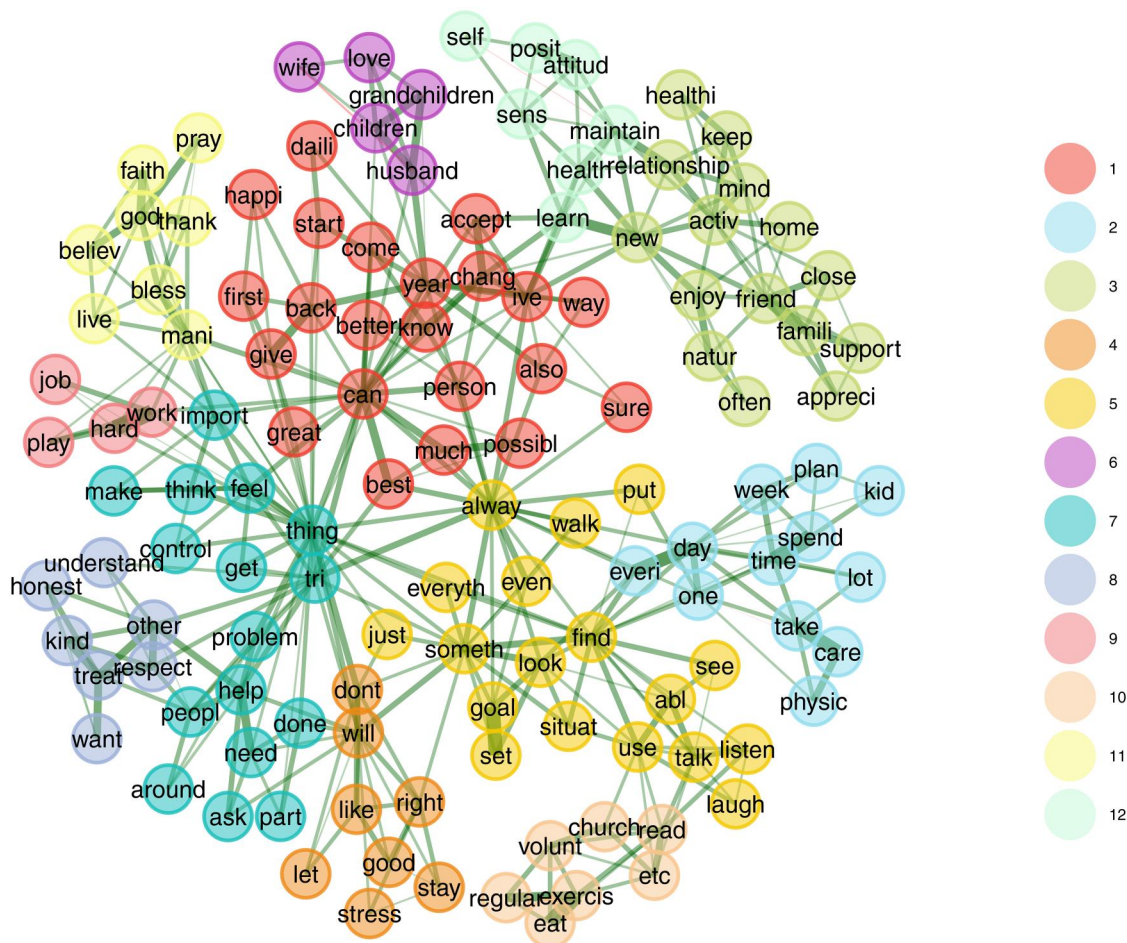 self
posit
attitud
wife
love
grandchildren
healthi
sens
maintain
keep
children
pray
daili
faith
husband
health
relationship
mind
happi
god
thank
start
accept
learn
new
activ
home
believ
come
bless
first
back
year
chang
ive
way
enjoy
friend
close
live
mani
better
know
famili
support
give
natur
job
can
person
also
often
appreci
play
hard
work
import
great
sure
much
possibl
make
think
feel
best
alway
put
week
plan
kid
thing
walk
spend
understand
control
get
tri
everyth
even
everi
day
time
lot
honest
one
kind
other
problem
just
someth
look
find
take
care
treat
respect
help
dont
see
want
peopl
done
will
goal
situat
abl
physic
need
set
use
talk
listen
around
ask
part
like
right
laugh
church
read
volunt
let
good
stay
etc
stress
regular
exercis
eat
1
2
3
4
5
6
7
8
9
10
11
12